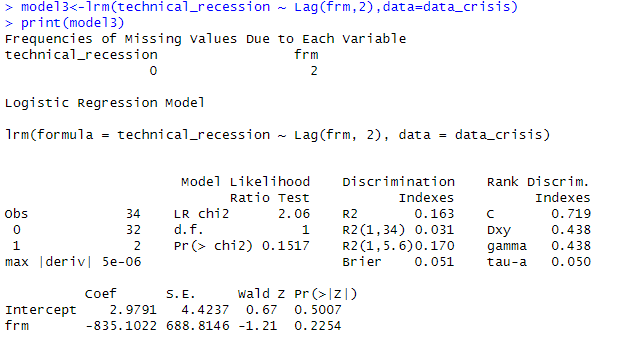 > model3<-lrm(technical_recession ~ Lag(frm,2),data=data_crisis)
> print(model3)
Frequencies of Missing Values Due to Each Variable
technical_recession                 frm
                  0                   2

Logistic Regression Model

lrm(formula = technical_recession ~ Lag(frm, 2), data = data_crisis)

                      Model Likelihood    Discrimination    Rank Discrim.
                            Ratio Test           Indexes          Indexes
Obs            34    LR chi2      2.06    R2       0.163    C       0.719
 0             32    d.f.            1    R2(1,34) 0.031    Dxy     0.438
 1              2    Pr(> chi2) 0.1517    R2(1,5.6)0.170    gamma   0.438
max |deriv| 5e-06                         Brier    0.051    tau-a   0.050

          Coef      S.E.     Wald Z Pr(>|Z|)
Intercept    2.9791   4.4237  0.67  0.5007
frm       -835.1022 688.8146 -1.21  0.2254